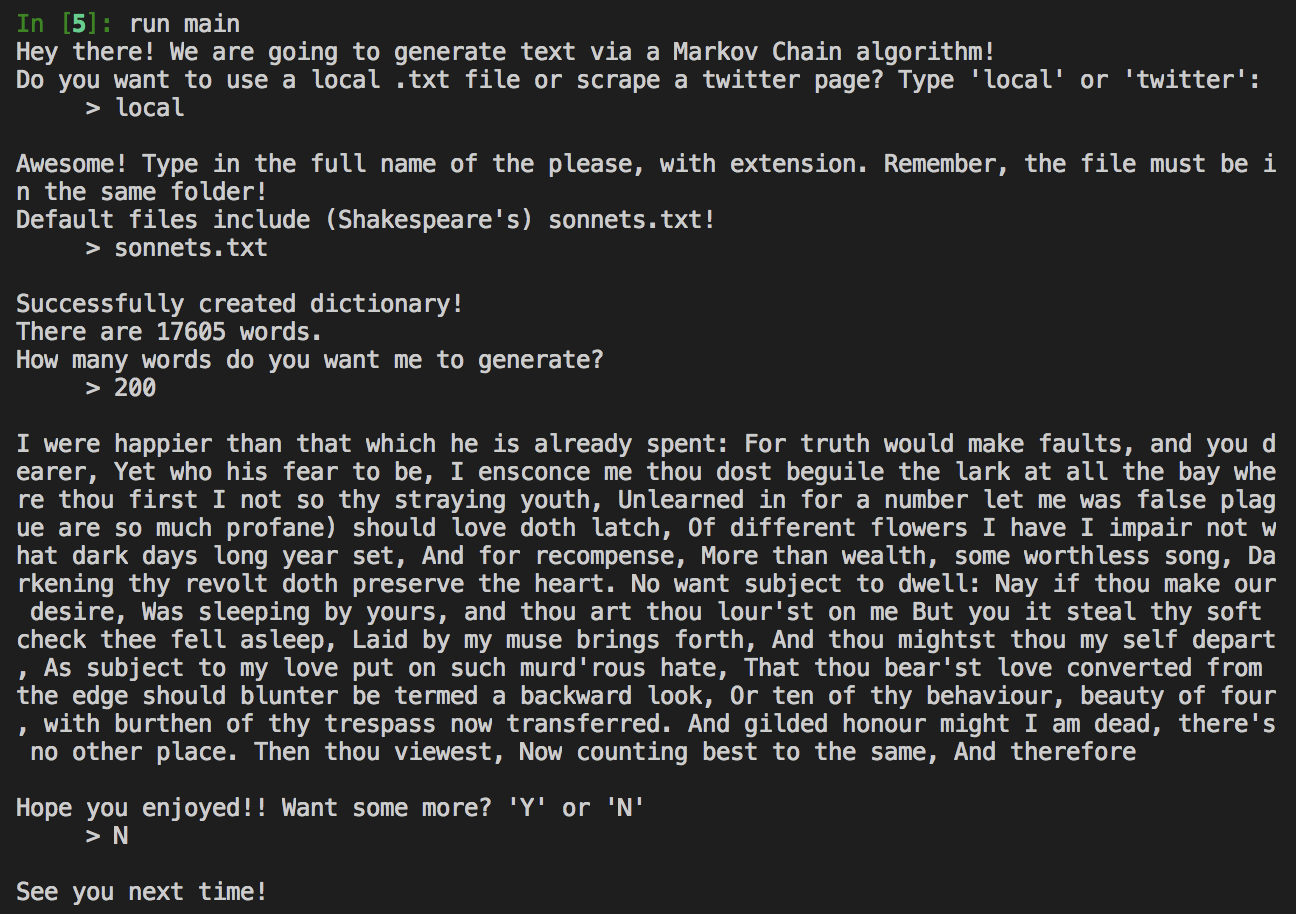 In [5]: run main
Hey there! We are going to generate text via a Markov Chain algorithm!
Do you want to use a local .txt file or scrape a twitter page? Type 'local' or 'twitter':
> local
Awesome! Type in the full name of the please, with extension. Remember, the file must be i
n the same folder!
Default files include (Shakespeare's) sonnets.txt!
> sonnets.txt
Successfully created dictionary!
There are 17605 words.
How many words do you want me to generate?
> 200
I were happier than that which he is already spent: For truth would make faults, and you d
earer, Yet who his fear to be, I ensconce me thou dost beguile the lark at all the bay whe
re thou first I not so thy straying youth, Unlearned in for a number let me was false plag
ue are so much profane) should love doth latch, Of different flowers I have I impair not w
hat dark days long year set, And for recompense, More than wealth, some worthless song, Da
rkening thy revolt doth preserve the heart. No want subject to dwell: Nay if thou make our
desire, Was sleeping by yours, and thou art thou lour'st on me But you it steal thy soft
check thee fell asleep, Laid by my muse brings forth, And thou mightst thou my self depart
, As subject to my love put on such murd'rous hate, That thou bear'st love converted from
the edge should blunter be termed a backward look, Or ten of thy behaviour, beauty of four
, with burthen of thy trespass now transferred. And gilded honour might I am dead, there's
no other place. Then thou viewest, Now counting best to the same, And therefore
Hope you enjoyed!! Want some more? 'Y' or 'N'
> N
See you next time!